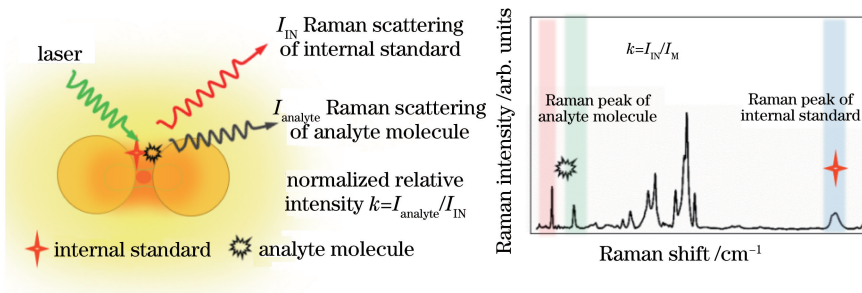 I_IN Raman scattering
of internal standard
laser
I_analyte Raman scattering
of analyte molecule
normalized relative
intensity k=I_analyte/I_IN
internal standard
analyte molecule
Raman intensity /arb. units
k=I_IN/I_M
Raman peak of
analyte molecule
Raman peak of
internal standard
Raman shift /cm⁻¹